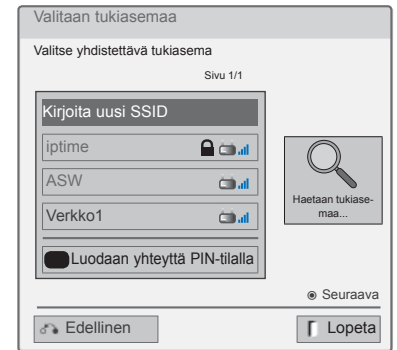 Valitaan tukiasemaa
Valitse yhdistettävä tukiasema
Sivu 1/1
Kirjoita uusi SSID
iptime
ASW
Verkko1
Luodaan yhteyttä PIN-tilalla
Haetaan tukiase-
maa...
Seuraava
Edellinen
Lopeta